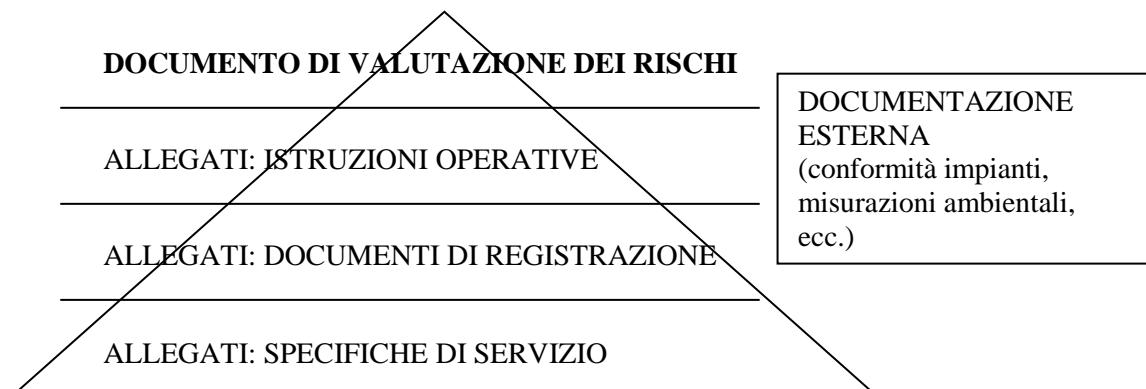 DOCUMENTO DI VALUTAZIONE DEI RISCHI
ALLEGATI: ISTRUZIONI OPERATIVE
ALLEGATI: DOCUMENTI DI REGISTRAZIONE
ALLEGATI: SPECIFICHE DI SERVIZIO
DOCUMENTAZIONE
ESTERNA
(conformità impianti,
misurazioni ambientali,
ecc.)